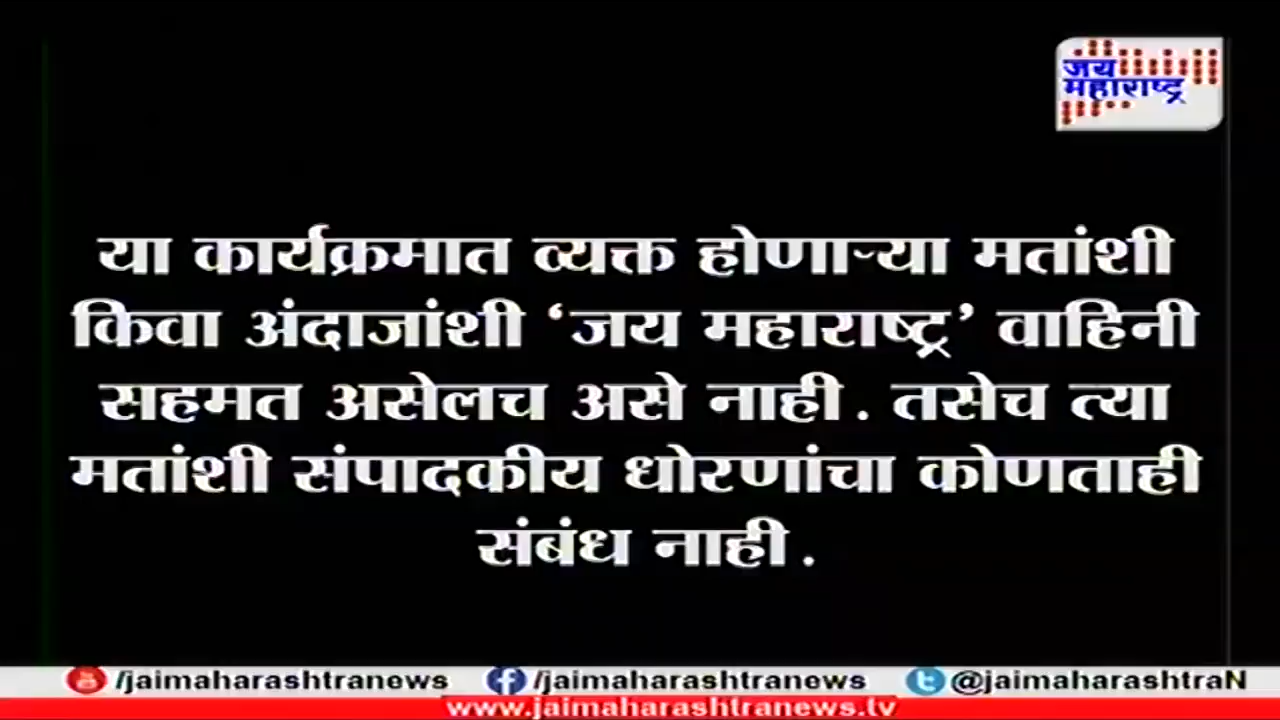 जय
महाराष्ट्र
या कार्यक्रमात व्यक्त होणाऱ्या मतांशी
किंवा अंदाजांशी ‘जय महाराष्ट्र’ वाहिनी
सहमत असेलच असे नाही. तसेच त्या
मतांशी संपादकीय धोरणांचा कोणताही
संबंध नाही.
/jaimaharashtranews /jaimaharashtranews @jaimaharashtraN
www.jaimaharashtranews.tv